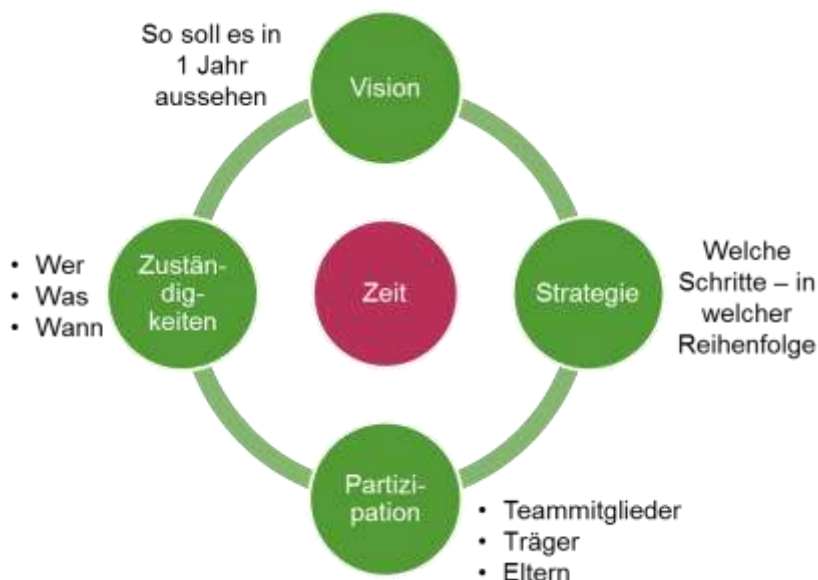 So soll es in
1 Jahr
aussehen
Vision
• Wer
• Was
• Wann
Zustän-
dig-
keiten
Zeit
Strategie
Welche
Schritte – in
welcher
Reihenfolge
Partizi-
pation
• Teammitglieder
• Träger
• Eltern